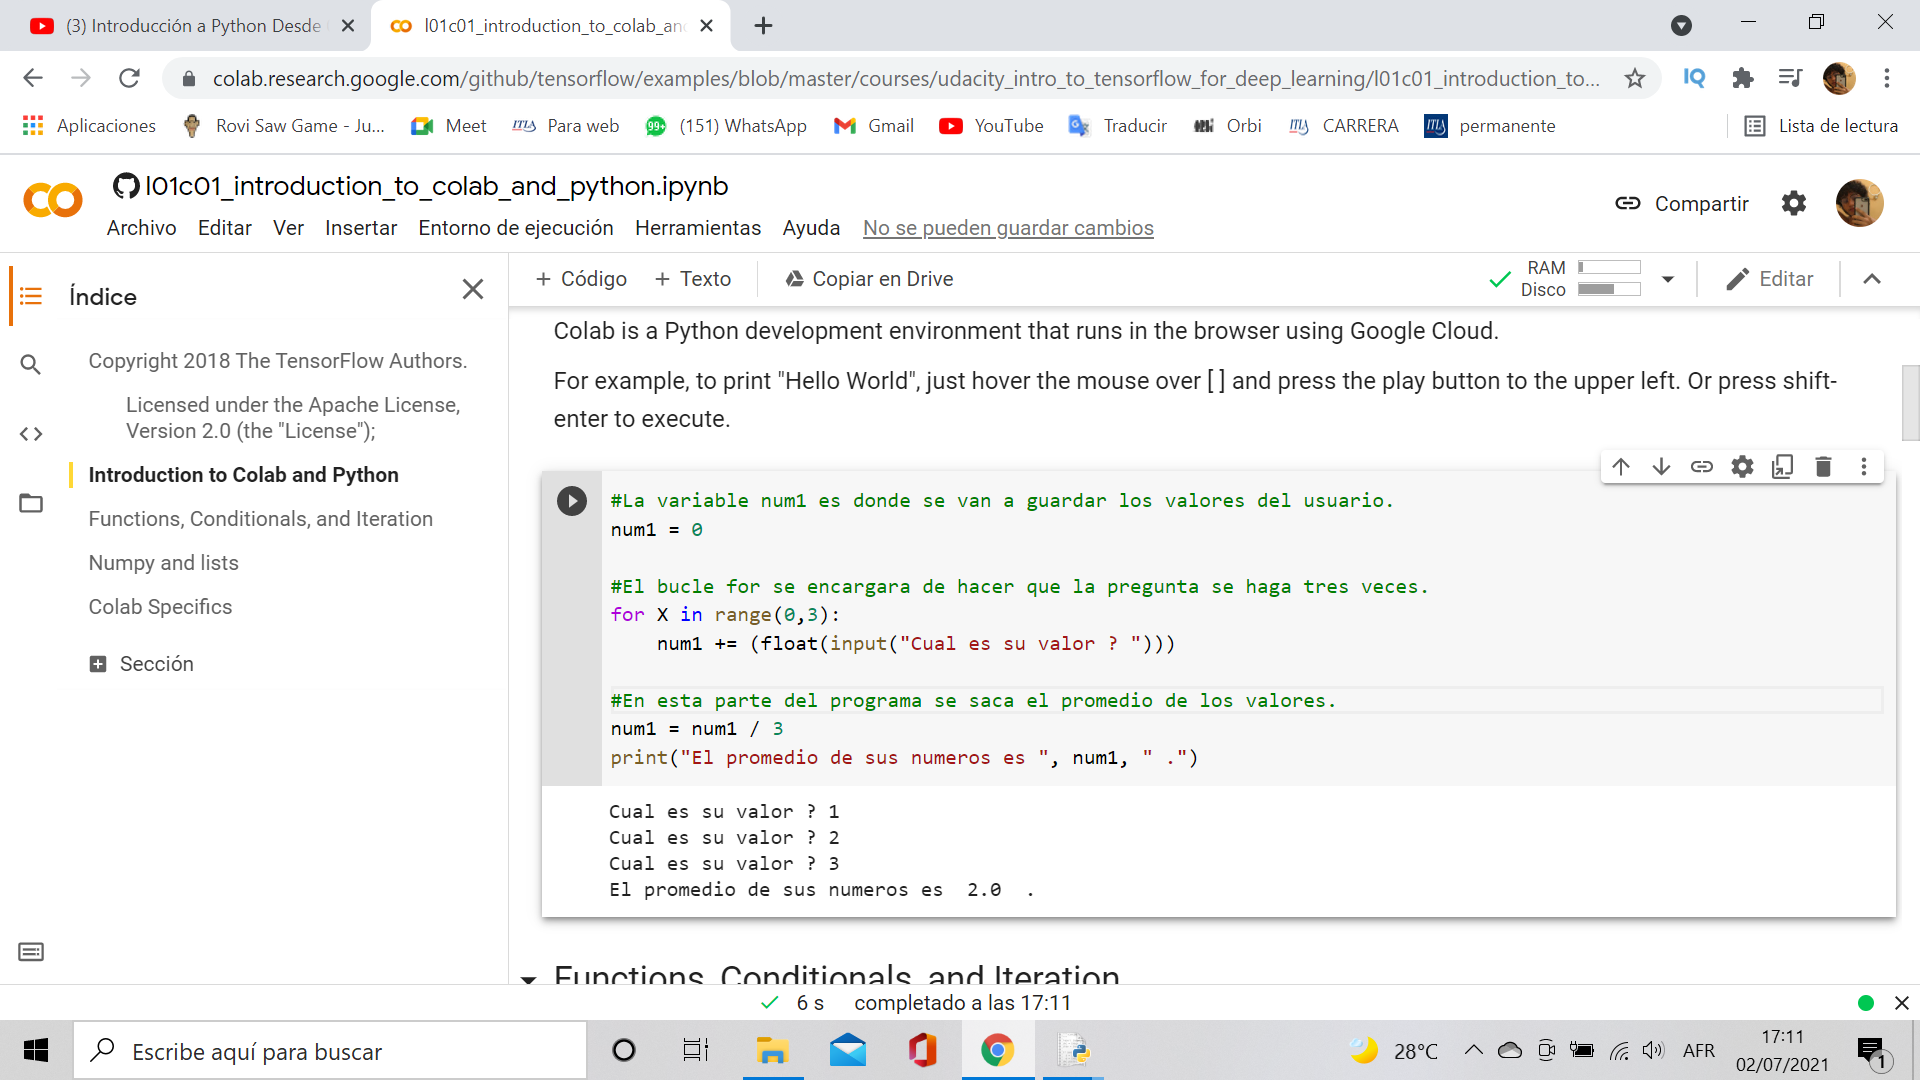 (3) Introducción a Python Desde
l01c01_introduction_to_colab_an
colab.research.google.com/github/tensorflow/examples/blob/master/courses/udacity_intro_to_tensorflow_for_deep_learning/l01c01_introduction_to...
IQ
Aplicaciones
Rovi Saw Game - Ju...
Meet
ITLA
Para web
99+
(151) WhatsApp
Gmail
YouTube
Traducir
Orbi
CARRERA
permanente
Lista de lectura
l01c01_introduction_to_colab_and_python.ipynb
Compartir
Archivo Editar Ver Insertar Entorno de ejecución Herramientas Ayuda No se pueden guardar cambios
Índice
+ Código + Texto Copiar en Drive
RAM
Disco
Editar
Copyright 2018 The TensorFlow Authors.
Licensed under the Apache License,
Version 2.0 (the "License");
Introduction to Colab and Python
Functions, Conditionals, and Iteration
Numpy and lists
Colab Specifics
Sección
Colab is a Python development environment that runs in the browser using Google Cloud.
For example, to print "Hello World", just hover the mouse over [ ] and press the play button to the upper left. Or press shift-
enter to execute.
#La variable num1 es donde se van a guardar los valores del usuario.
num1 = 0
#El bucle for se encargara de hacer que la pregunta se haga tres veces.
for X in range(0,3):
num1 += (float(input("Cual es su valor ? ")))
#En esta parte del programa se saca el promedio de los valores.
num1 = num1 / 3
print("El promedio de sus numeros es ", num1, " .")
Cual es su valor ? 1
Cual es su valor ? 2
Cual es su valor ? 3
El promedio de sus numeros es  2.0  .
Functions, Conditionals, and Iteration
6 s completado a las 17:11
Escribe aquí para buscar
28°C
AFR
17:11
02/07/2021
1